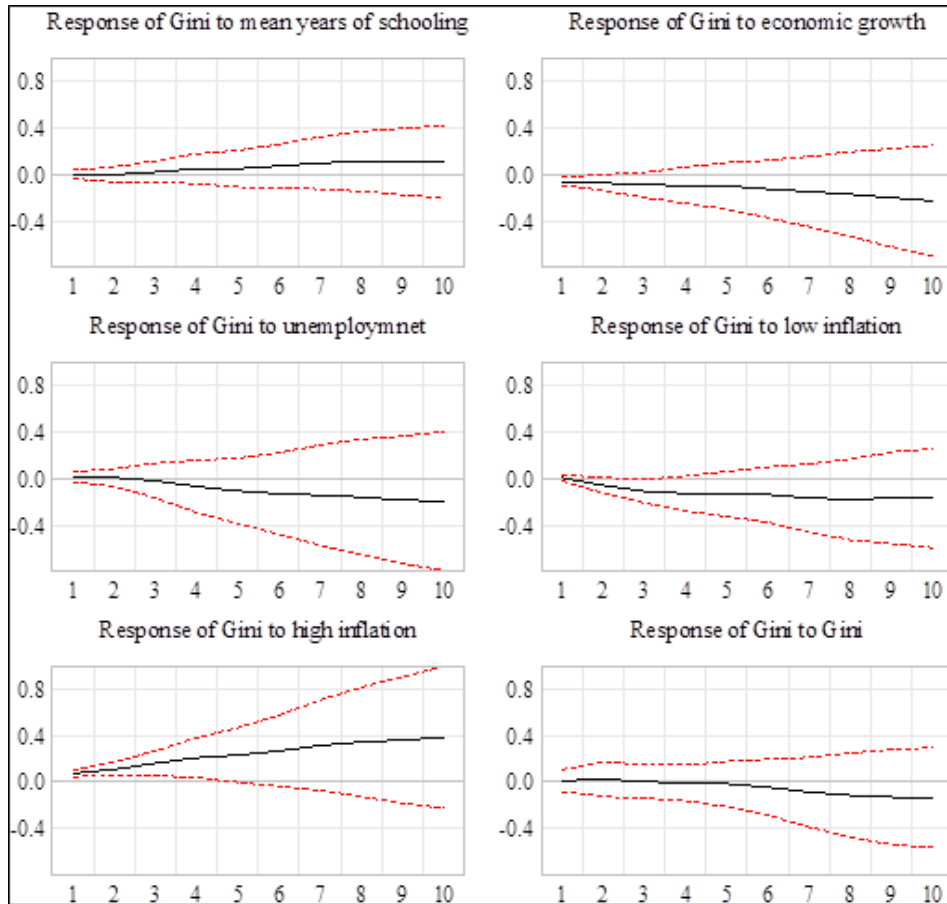 Response of Gini to mean years of schooling
0.8
0.4
0.0
-0.4
1 2 3 4 5 6 7 8 9 10
Response of Gini to economic growth
0.8
0.4
0.0
-0.4
1 2 3 4 5 6 7 8 9 10
Response of Gini to unemploymnet
0.8
0.4
0.0
-0.4
1 2 3 4 5 6 7 8 9 10
Response of Gini to low inflation
0.8
0.4
0.0
-0.4
1 2 3 4 5 6 7 8 9 10
Response of Gini to high inflation
0.8
0.4
0.0
-0.4
1 2 3 4 5 6 7 8 9 10
Response of Gini to Gini
0.8
0.4
0.0
-0.4
1 2 3 4 5 6 7 8 9 10